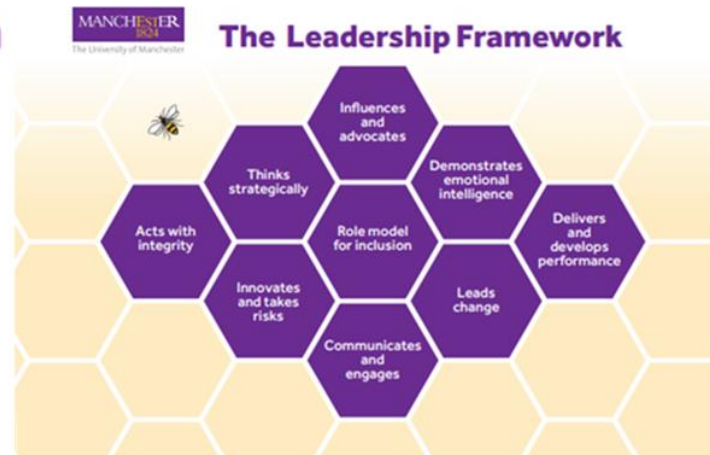 MANCHESTER
1824
The University of Manchester
The Leadership Framework
Influences
and
advocates
Thinks
strategically
Demonstrates
emotional
intelligence
Acts with
integrity
Role model
for inclusion
Delivers
and
develops
performance
Innovates
and takes
risks
Leads
change
Communicates
and
engages